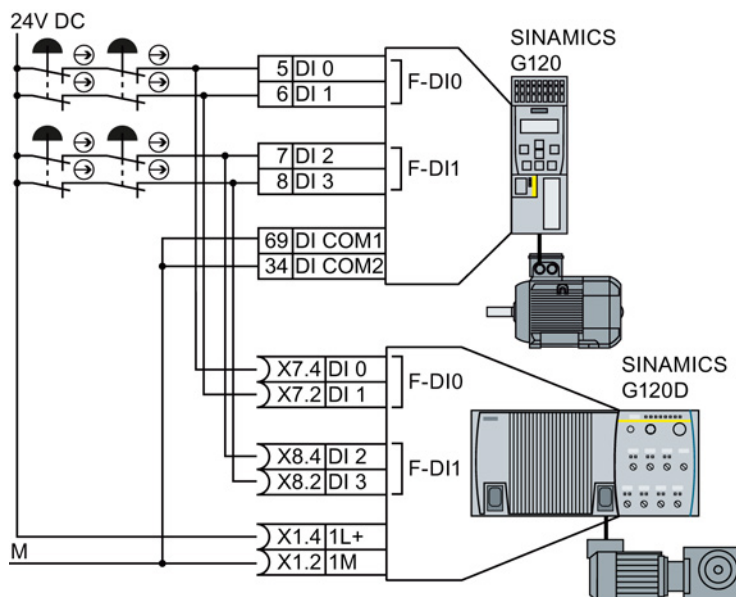 24V DC
SINAMICS
G120
5 DI 0
6 DI 1
F-DI0
7 DI 2
8 DI 3
F-DI1
69 DI COM1
34 DI COM2
SINAMICS
G120D
X7.4 DI 0
X7.2 DI 1
F-DI0
X8.4 DI 2
X8.2 DI 3
F-DI1
X1.4 1L+
M
X1.2 1M